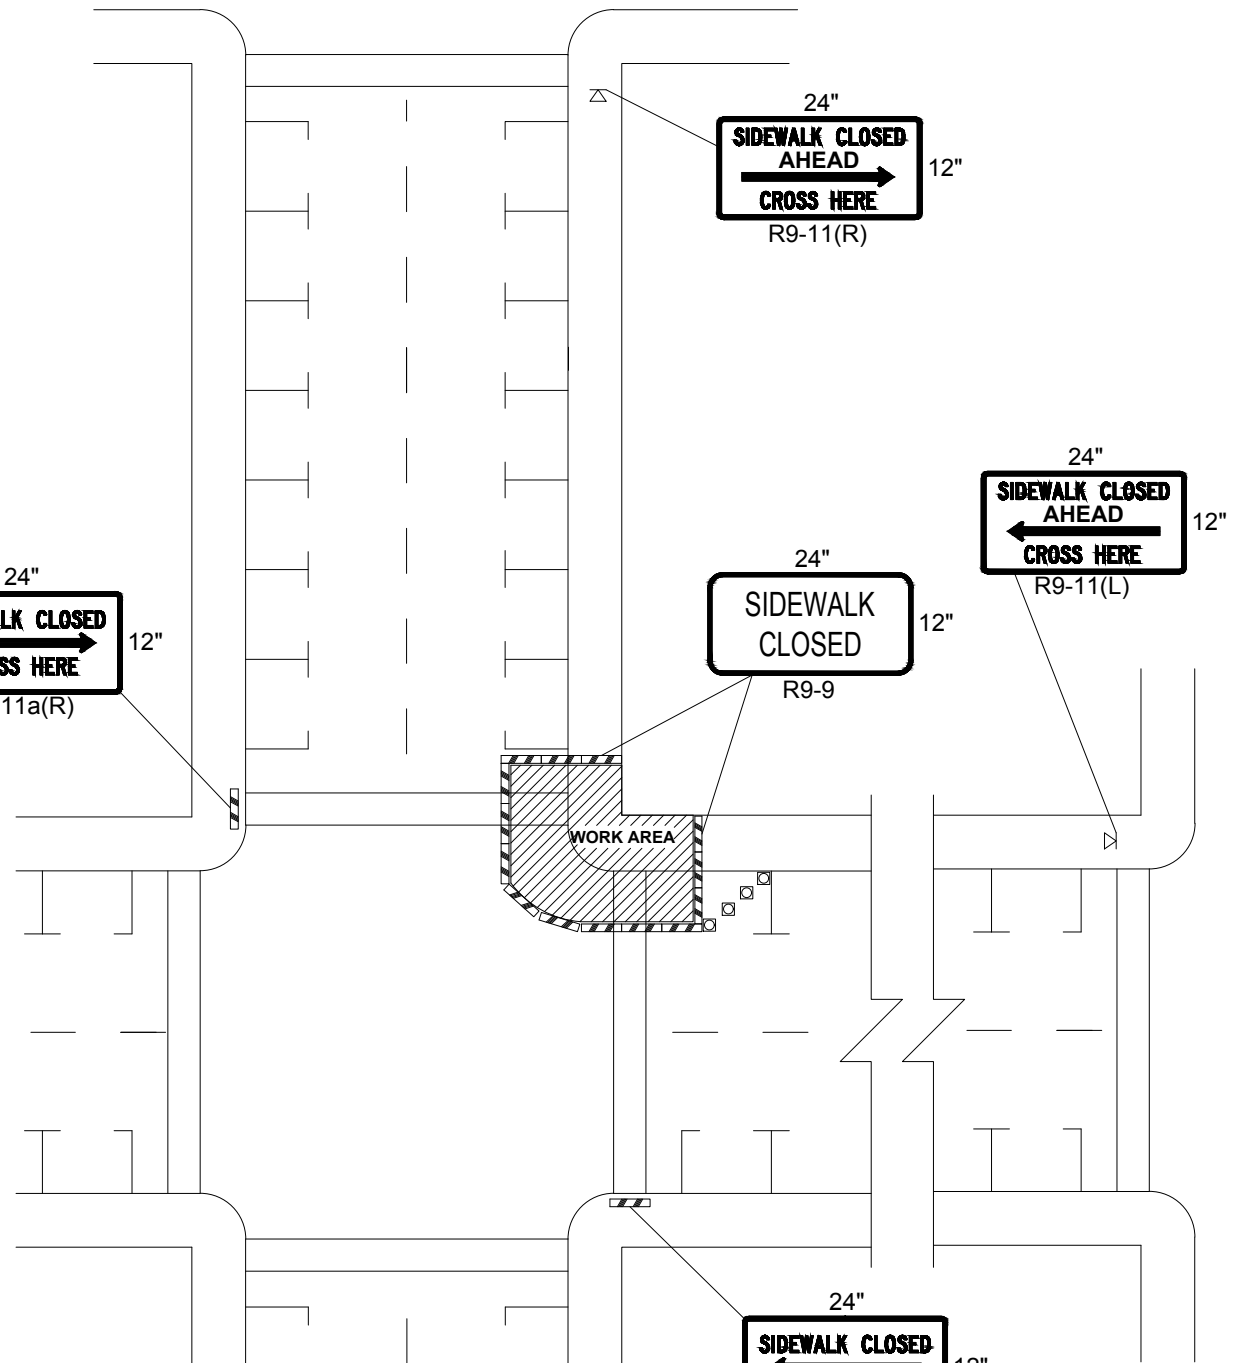 24"
SIDEWALK CLOSED
AHEAD
CROSS HERE
12"
R9-11(R)
24"
SIDEWALK CLOSED
AHEAD
CROSS HERE
12"
R9-11(L)
24"
SIDEWALK
CLOSED
12"
R9-9
24"
LK CLOSED
SS HERE
12"
11a(R)
WORK AREA
24"
SIDEWALK CLOSED
12"